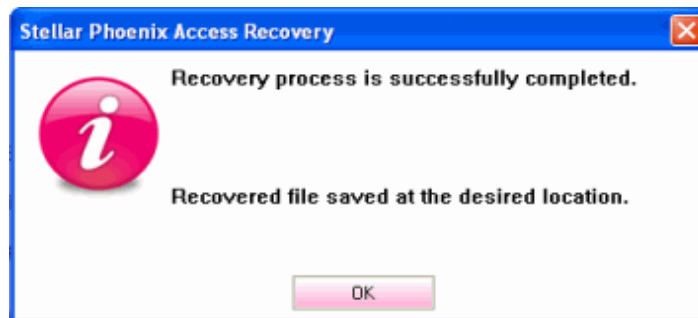 Stellar Phoenix Access Recovery
Recovery process is successfully completed.
Recovered file saved at the desired location.
OK